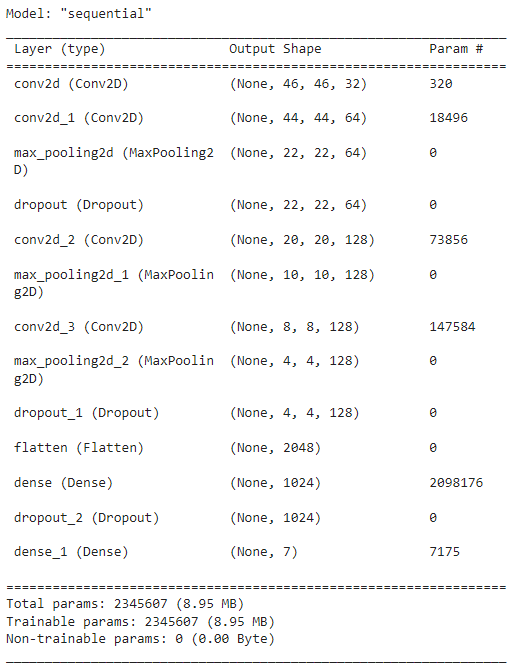 Model: "sequential"
_________________________________________________________________
Layer (type) Output Shape Param #
=================================================================
conv2d (Conv2D) (None, 46, 46, 32) 320
conv2d_1 (Conv2D) (None, 44, 44, 64) 18496
max_pooling2d (MaxPooling2 (None, 22, 22, 64) 0
D)
dropout (Dropout) (None, 22, 22, 64) 0
conv2d_2 (Conv2D) (None, 20, 20, 128) 73856
max_pooling2d_1 (MaxPoolin (None, 10, 10, 128) 0
g2D)
conv2d_3 (Conv2D) (None, 8, 8, 128) 147584
max_pooling2d_2 (MaxPoolin (None, 4, 4, 128) 0
g2D)
dropout_1 (Dropout) (None, 4, 4, 128) 0
flatten (Flatten) (None, 2048) 0
dense (Dense) (None, 1024) 2098176
dropout_2 (Dropout) (None, 1024) 0
dense_1 (Dense) (None, 7) 7175
=================================================================
Total params: 2345607 (8.95 MB)
Trainable params: 2345607 (8.95 MB)
Non-trainable params: 0 (0.00 Byte)
_________________________________________________________________